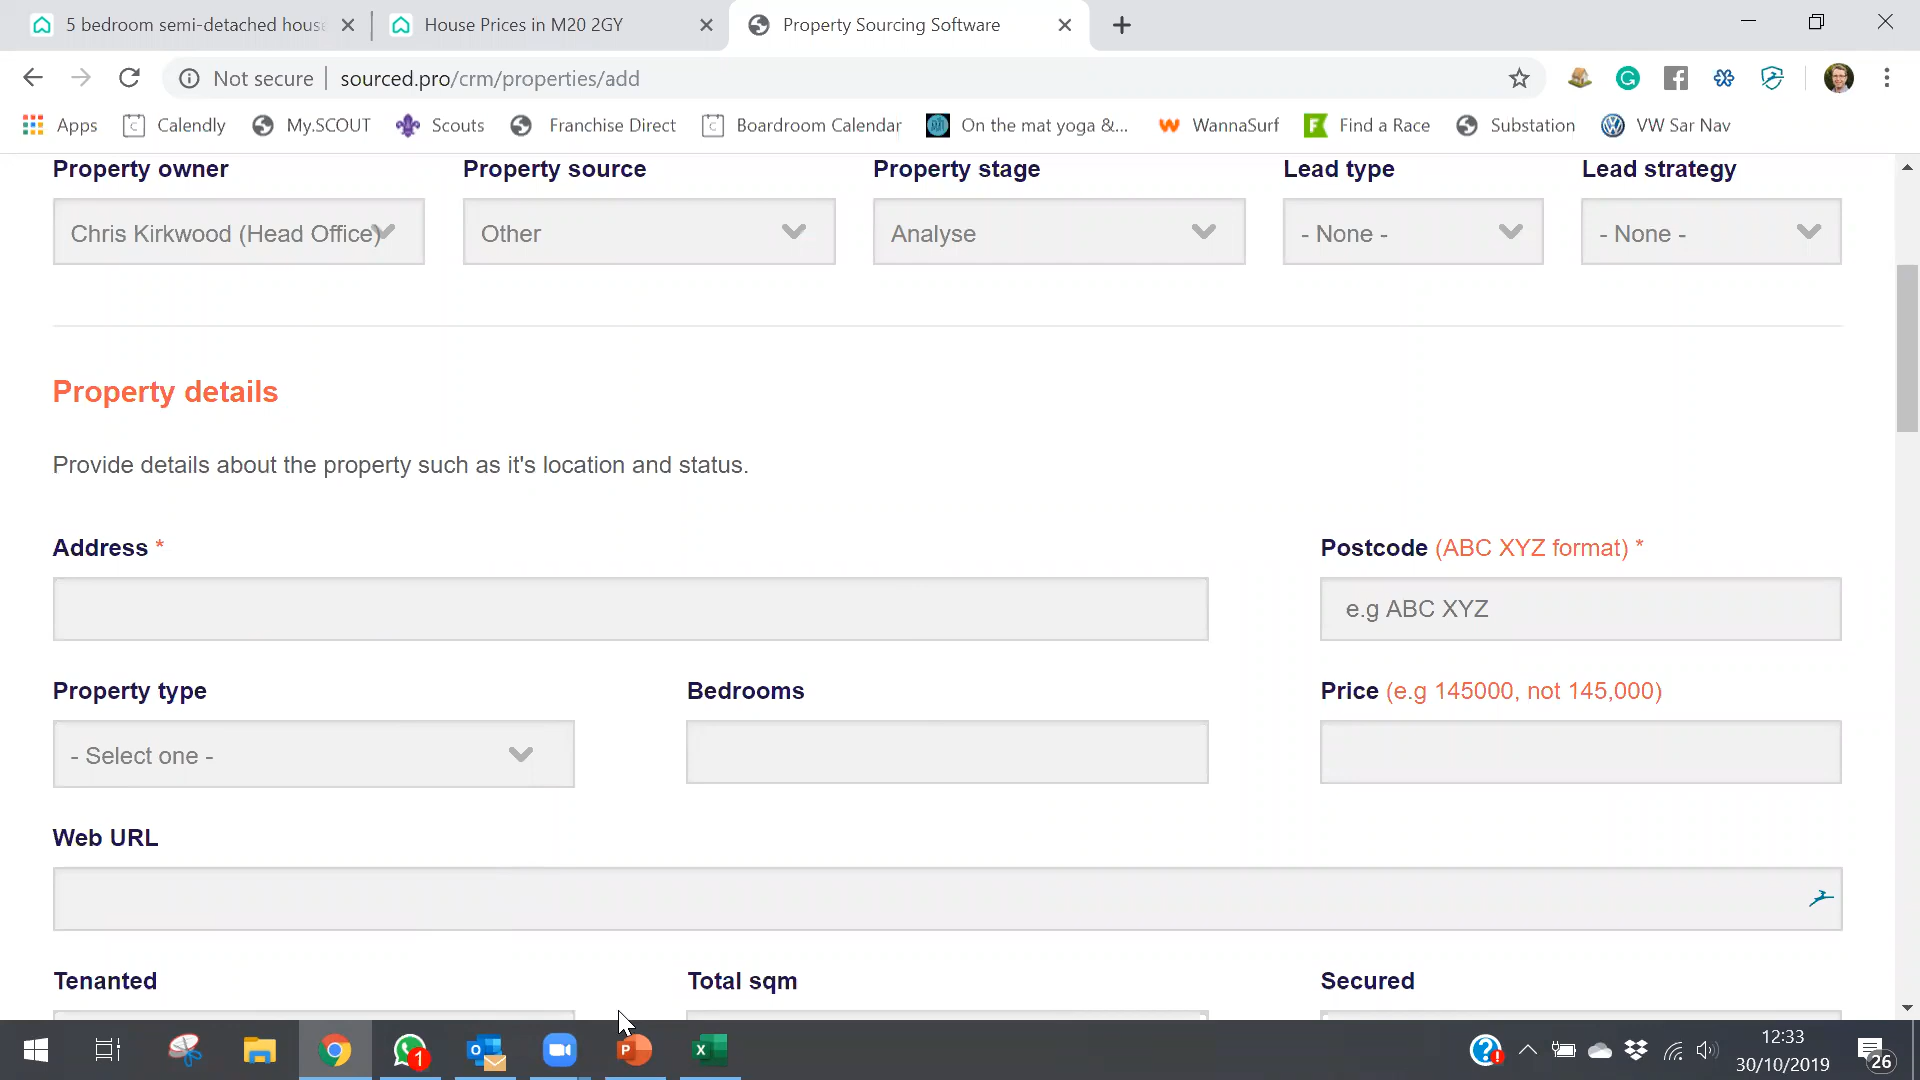 5 bedroom semi-detached hous
House Prices in M20 2GY
Property Sourcing Software
Not secure
sourced.pro/crm/properties/add
Apps
Calendly
My.SCOUT
Scouts
Franchise Direct
Boardroom Calendar
On the mat yoga &...
WannaSurf
Find a Race
Substation
VW Sar Nav
Property owner
Property source
Property stage
Lead type
Lead strategy
Chris Kirkwood (Head Office)
Other
Analyse
- None -
- None -
Property details
Provide details about the property such as it's location and status.
Address *
Postcode (ABC XYZ format) *
e.g ABC XYZ
Property type
Bedrooms
Price (e.g 145000, not 145,000)
- Select one -
Web URL
Tenanted
Total sqm
Secured
1
12:33
30/10/2019
26